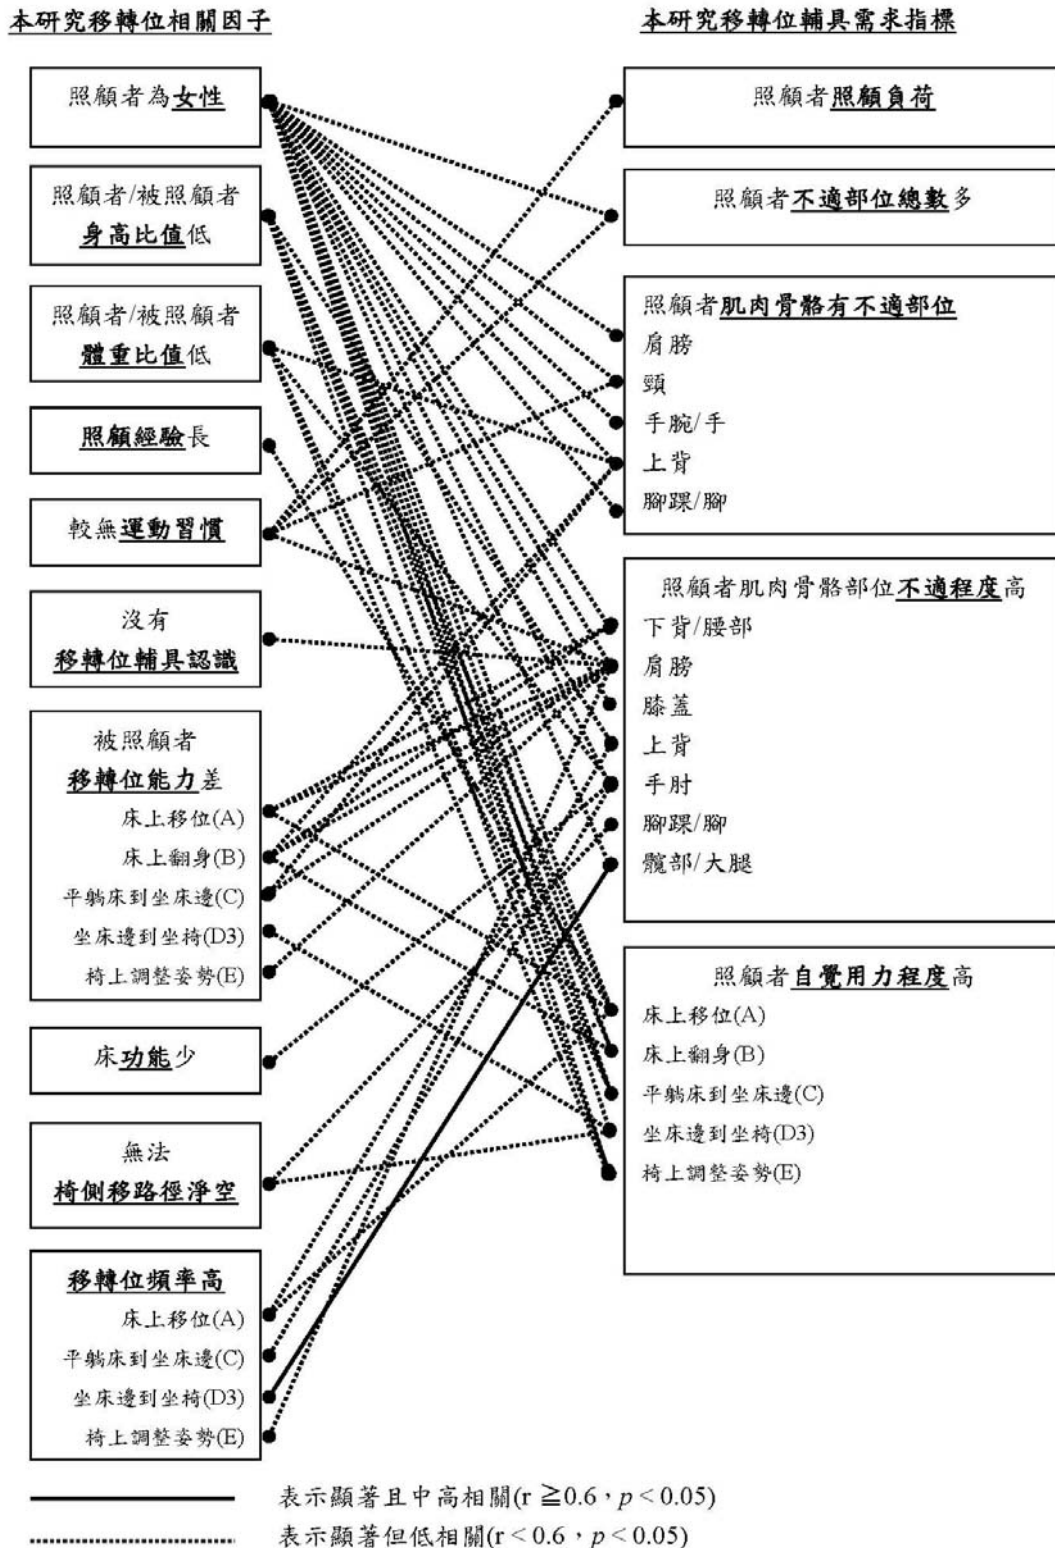 本研究移轉位相關因子
照顧者為女性
照顧者/被照顧者
身高比值低
照顧者/被照顧者
體重比值低
照顧經驗長
較無運動習慣
沒有
移轉位輔具認識
被照顧者
移轉位能力差
床上移位(A)
床上翻身(B)
平躺床到坐床邊(C)
坐床邊到坐椅(D3)
椅上調整姿勢(E)
床功能少
無法
椅側移路徑淨空
移轉位頻率高
床上移位(A)
平躺床到坐床邊(C)
坐床邊到坐椅(D3)
椅上調整姿勢(E)
本研究移轉位輔具需求指標
照顧者照顧負荷
照顧者不適部位總數多
照顧者肌肉骨骼有不適部位
肩膀
頸
手腕/手
上背
腳踝/腳
照顧者肌肉骨骼部位不適程度高
下背/腰部
肩膀
膝蓋
上背
手肘
腳踝/腳
髖部/大腿
照顧者自覺用力程度高
床上移位(A)
床上翻身(B)
平躺床到坐床邊(C)
坐床邊到坐椅(D3)
椅上調整姿勢(E)
表示顯著且中高相關(r ≧0.6，p < 0.05)
表示顯著但低相關(r < 0.6，p < 0.05)